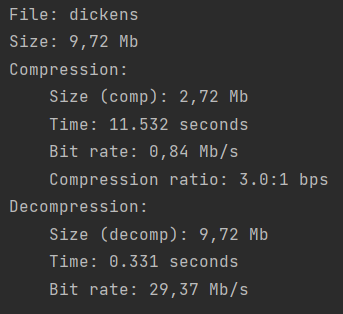 File: dickens
Size: 9,72 Mb
Compression:
Size (comp): 2,72 Mb
Time: 11.532 seconds
Bit rate: 0,84 Mb/s
Compression ratio: 3.0:1 bps
Decompression:
Size (decomp): 9,72 Mb
Time: 0.331 seconds
Bit rate: 29,37 Mb/s